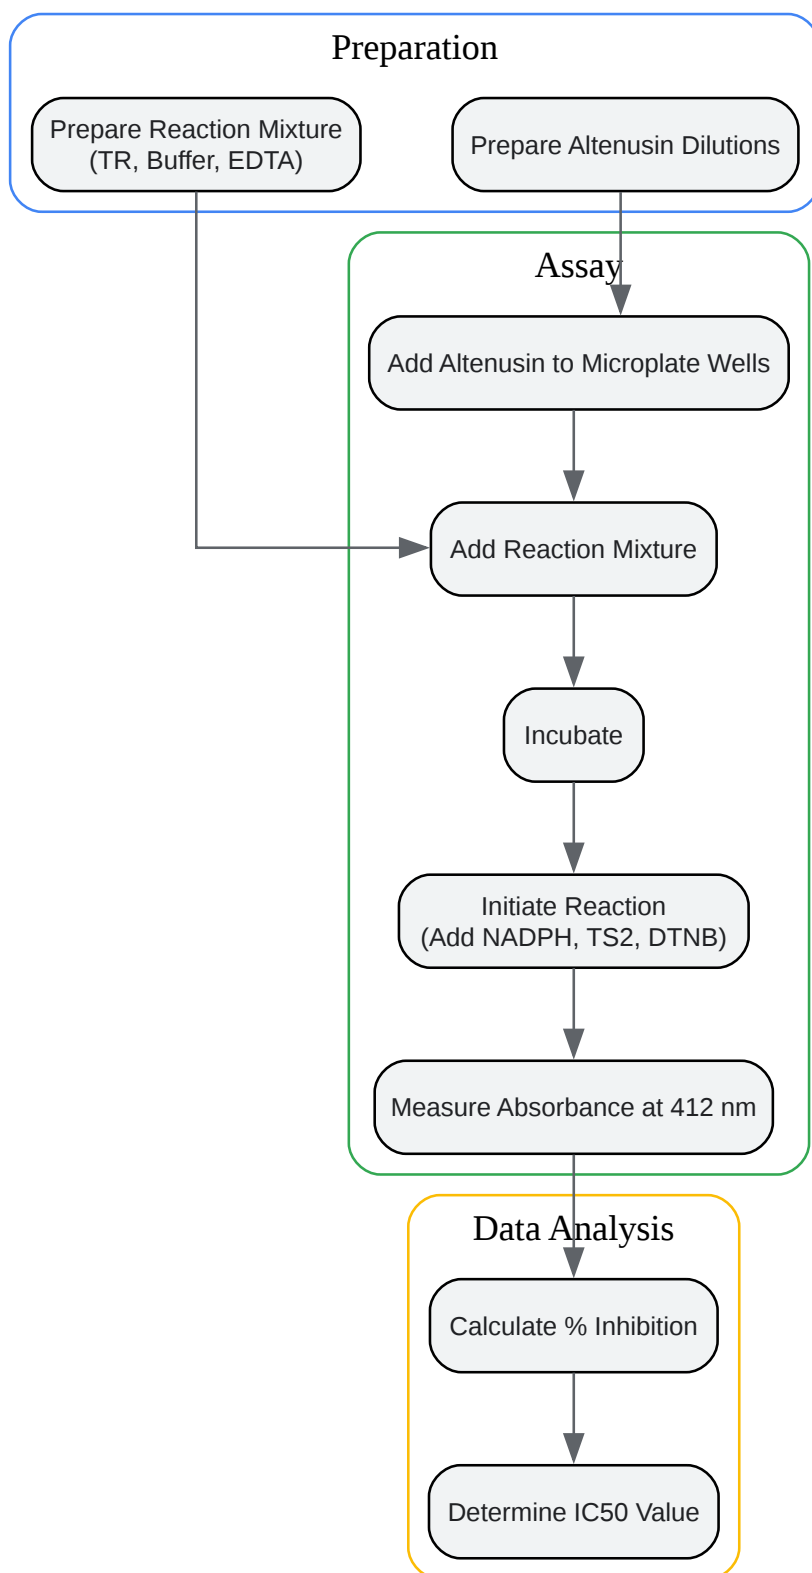 Preparation
Prepare Reaction Mixture
(TR, Buffer, EDTA)
Prepare Altenusin Dilutions
Assay
Add Altenusin to Microplate Wells
Add Reaction Mixture
Incubate
Initiate Reaction
(Add NADPH, TS2, DTNB)
Measure Absorbance at 412 nm
Data Analysis
Calculate % Inhibition
Determine IC50 Value